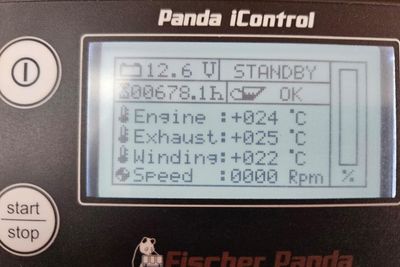 Panda iControl
12.6 V STANDBY
00678.1h OK
Engine :+024 °C
Exhaust:+025 °C
Winding:+022 °C
Speed :0000 Rpm %
start
stop
Fischer Panda